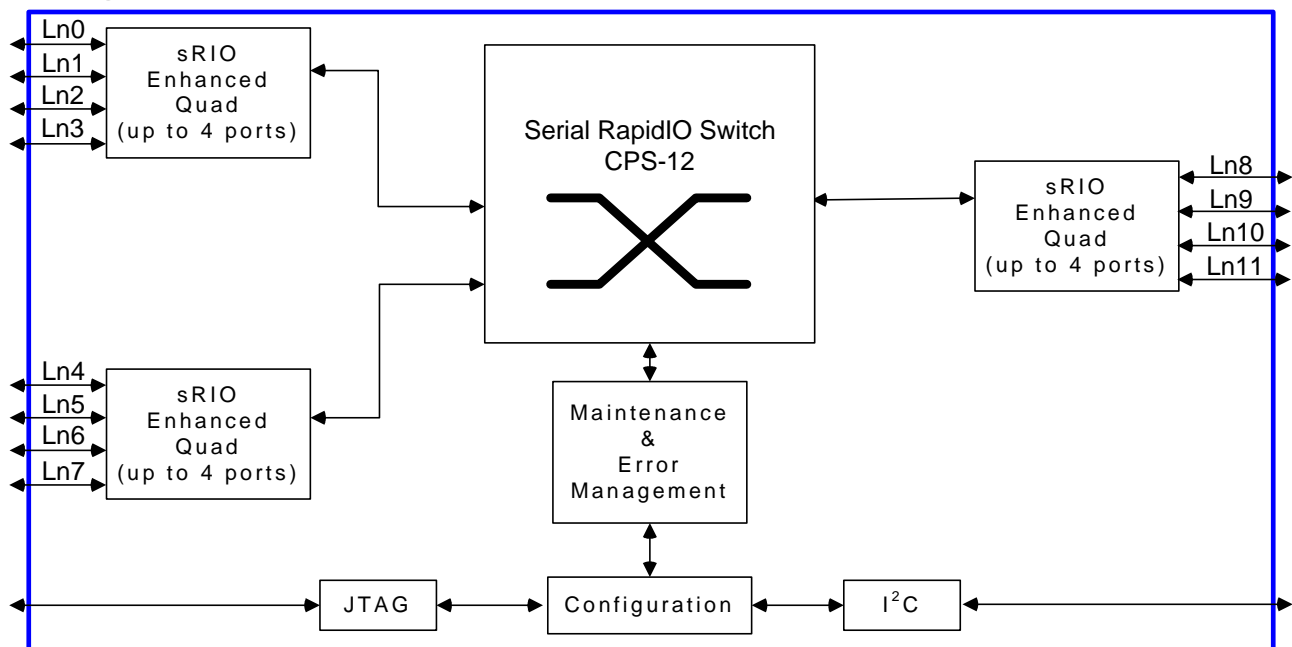 Ln0
Ln1
Ln2
Ln3
sRIO
Enhanced
Quad
(up to 4 ports)
Serial RapidIO Switch
CPS-12
sRIO
Enhanced
Quad
(up to 4 ports)
Ln8
Ln9
Ln10
Ln11
Ln4
Ln5
Ln6
Ln7
sRIO
Enhanced
Quad
(up to 4 ports)
Maintenance
&
Error
Management
JTAG
Configuration
I²C